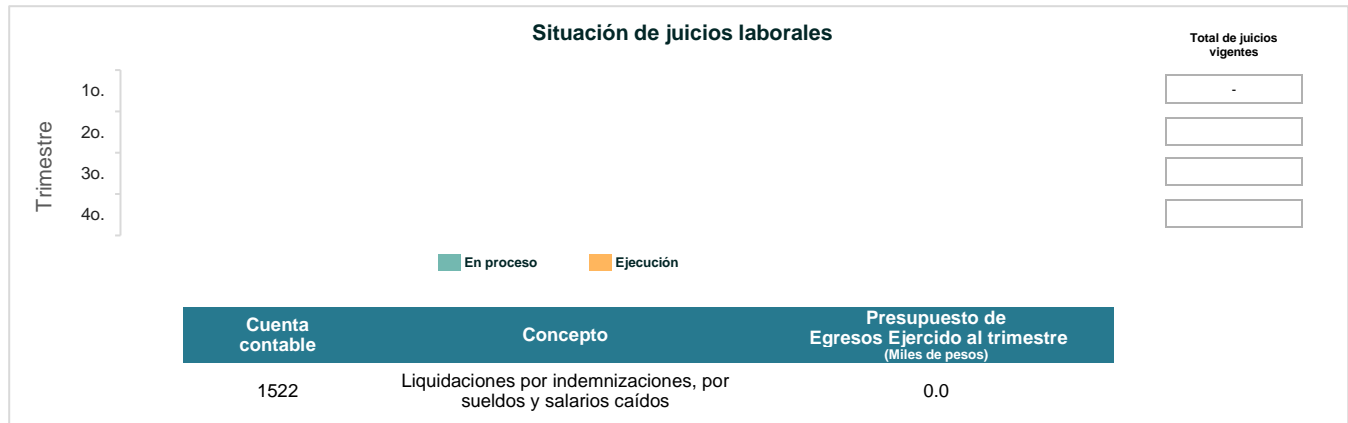 Situación de juicios laborales
Total de juicios
vigentes
Trimestre
1o.
-
2o.
3o.
4o.
En proceso
Ejecución
Cuenta
contable
Concepto
Presupuesto de
Egresos Ejercido al trimestre
(Miles de pesos)
1522
Liquidaciones por indemnizaciones, por
sueldos y salarios caídos
0.0